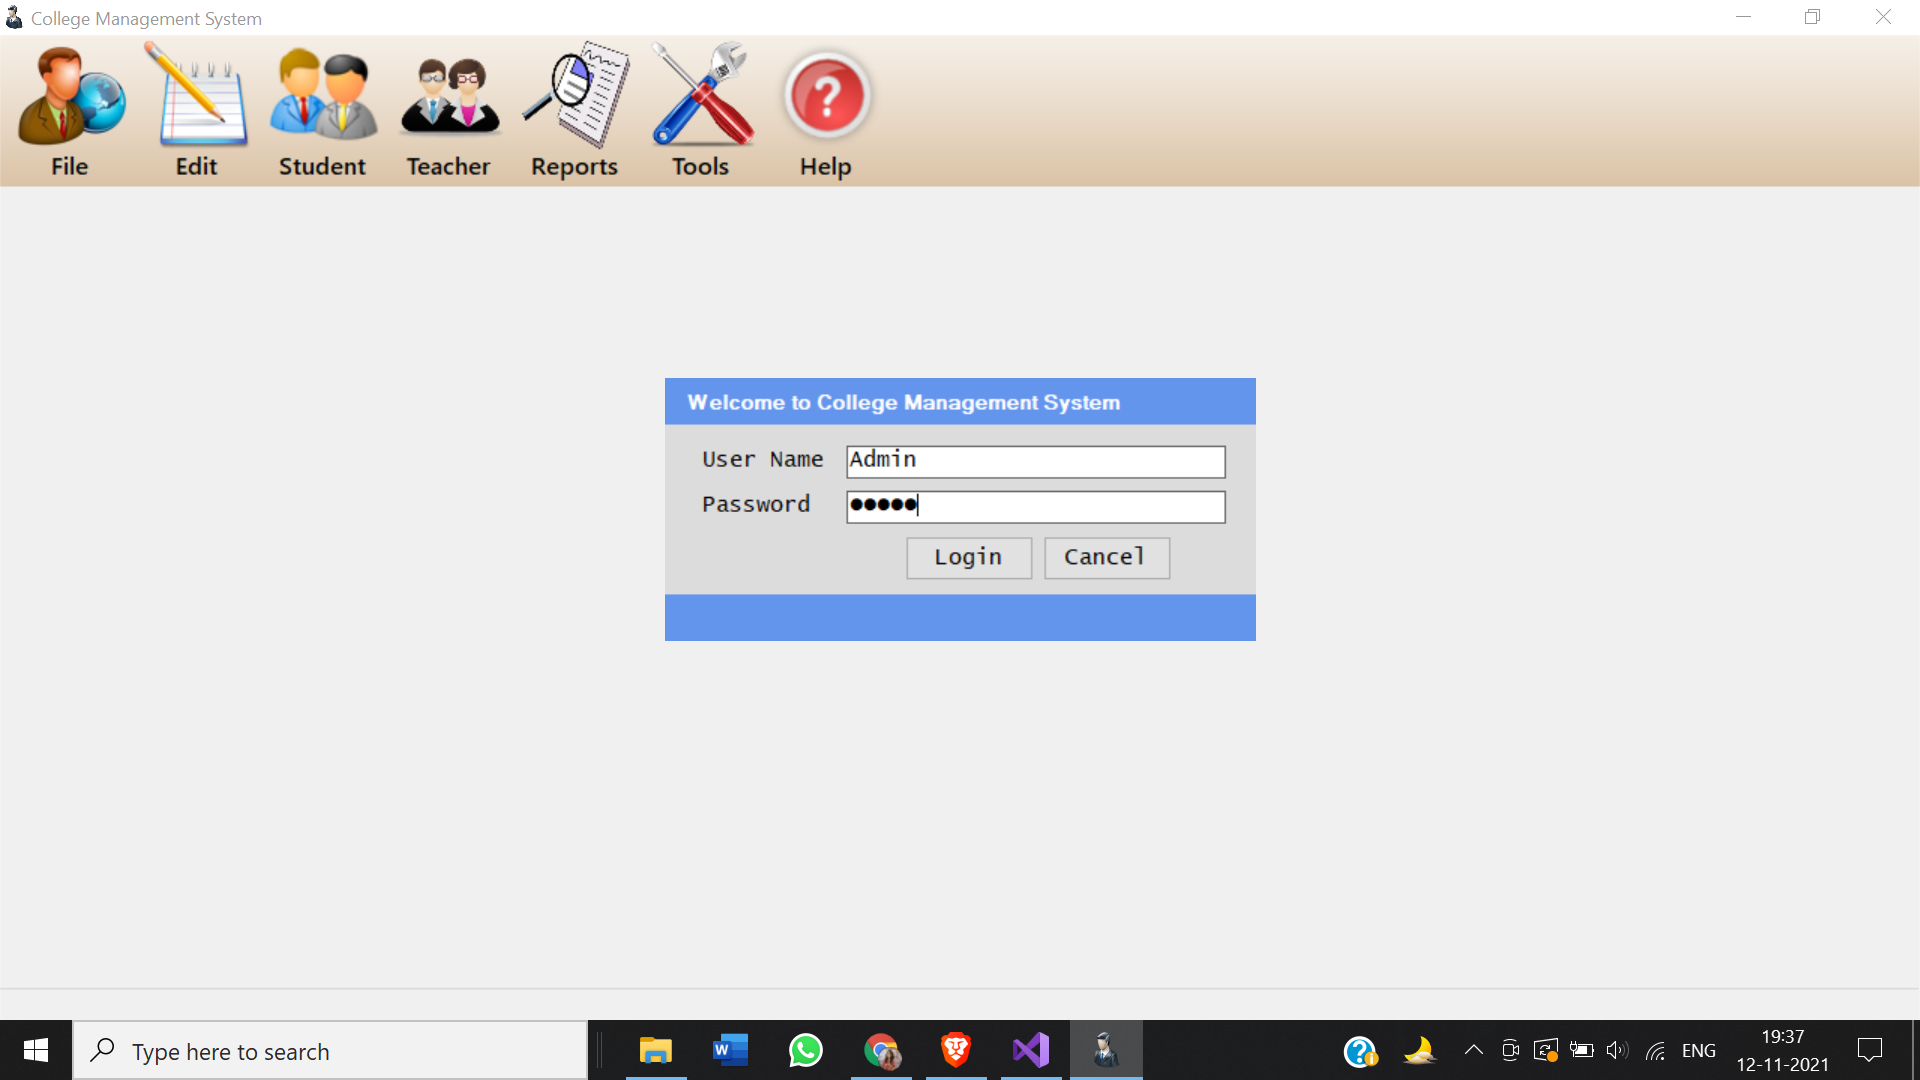 College Management System
File Edit Student Teacher Reports Tools Help
Welcome to College Management System
User Name Admin
Password ●●●●●
Login Cancel
Type here to search
ENG
19:37
12-11-2021